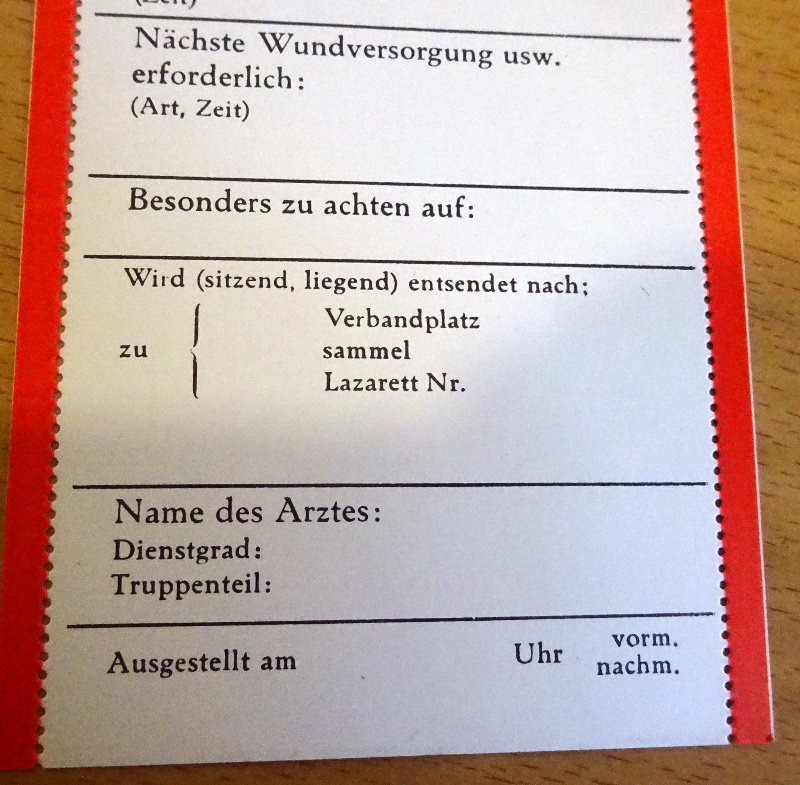 (Zeit)
Nächste Wundversorgung usw.
erforderlich:
(Art, Zeit)
Besonders zu achten auf:
Wird (sitzend, liegend) entsendet nach;
Verbandplatz
zu { sammel
Lazarett Nr.
Name des Arztes:
Dienstgrad:
Truppenteil:
Ausgestellt am Uhr vorm.
nachm.